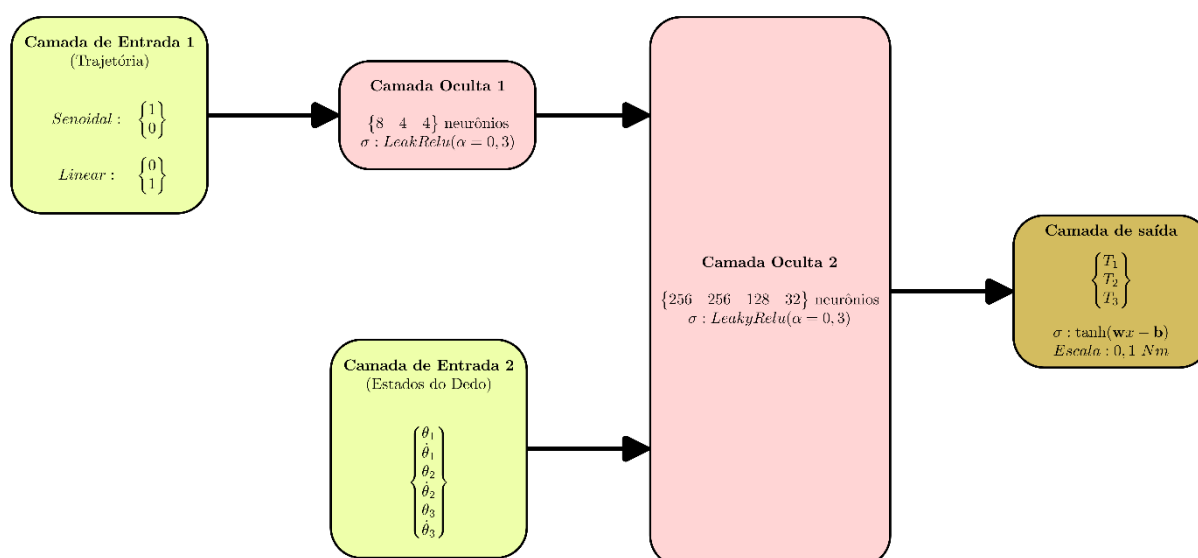 Camada de Entrada 1
(Trajetória)
Senoidal : {1
0}
Linear : {0
1}
Camada Oculta 1
{8 4 4} neurônios
σ : LeakRelu(α = 0, 3)
Camada Oculta 2
{256 256 128 32} neurônios
σ : LeakyRelu(α = 0, 3)
Camada de Entrada 2
(Estados do Dedo)
θ₁
θ̇₁
θ₂
θ̇₂
θ₃
θ̇₃
Camada de saída
T₁
T₂
T₃
σ : tanh(wx − b)
Escala : 0, 1 Nm